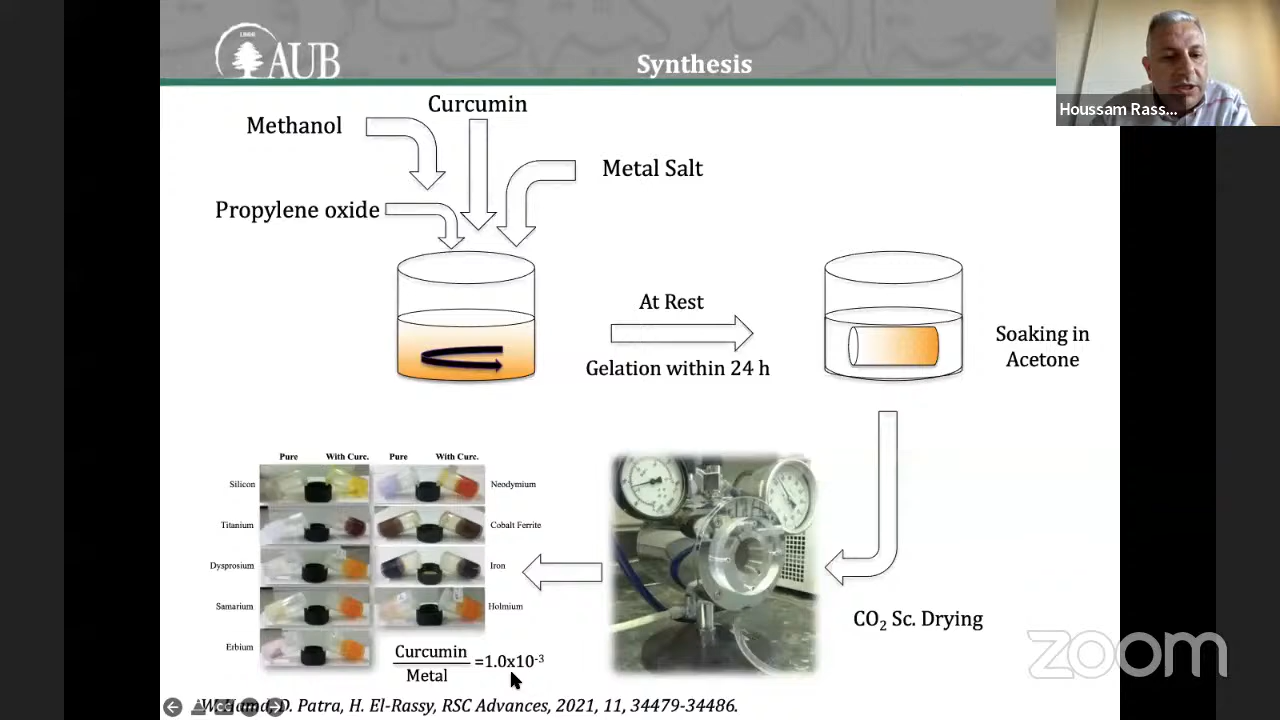 AUB
Synthesis
Houssam Rass...
Curcumin
Methanol
Metal Salt
Propylene oxide
At Rest
Gelation within 24 h
Soaking in
Acetone
Pure With Curc. Pure With Curc.
Silicon Neodymium
Titanium Cobalt Ferrite
Dysprosium Iron
Samarium Holmium
Erbium
Curcumin
Metal
=1.0x10⁻³
CO₂ Sc. Drying
zoom
D. Patra, H. El-Rassy, RSC Advances, 2021, 11, 34479-34486.